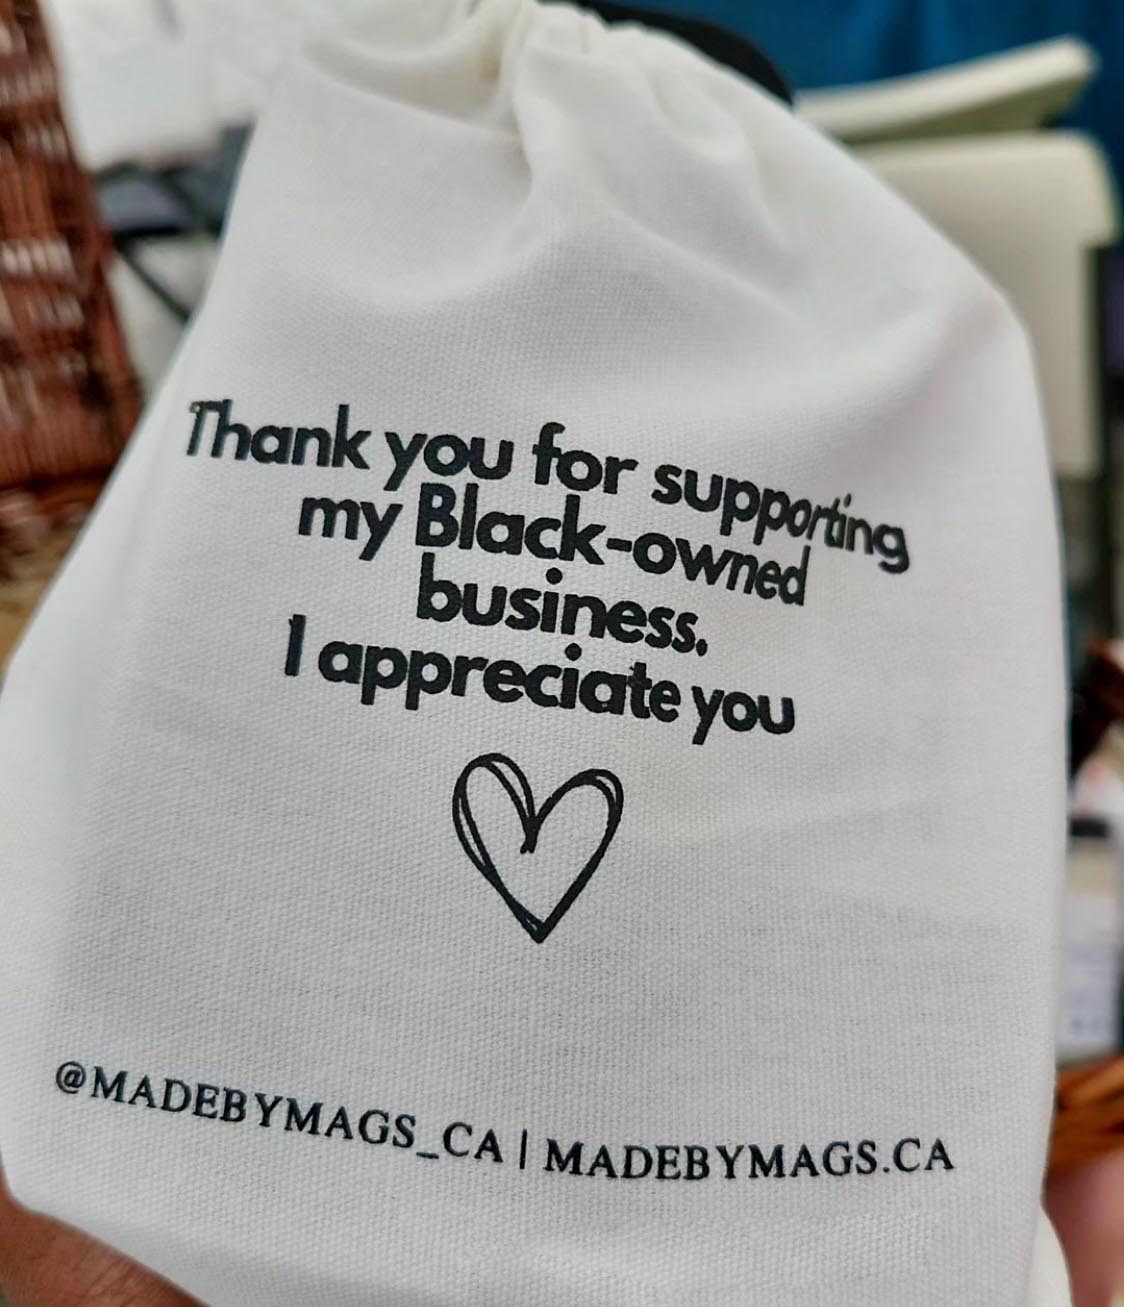 Thank you for supporting
my Black-owned
business.
I appreciate you
@MADEBYMAGS_CA | MADEBYMAGS.CA